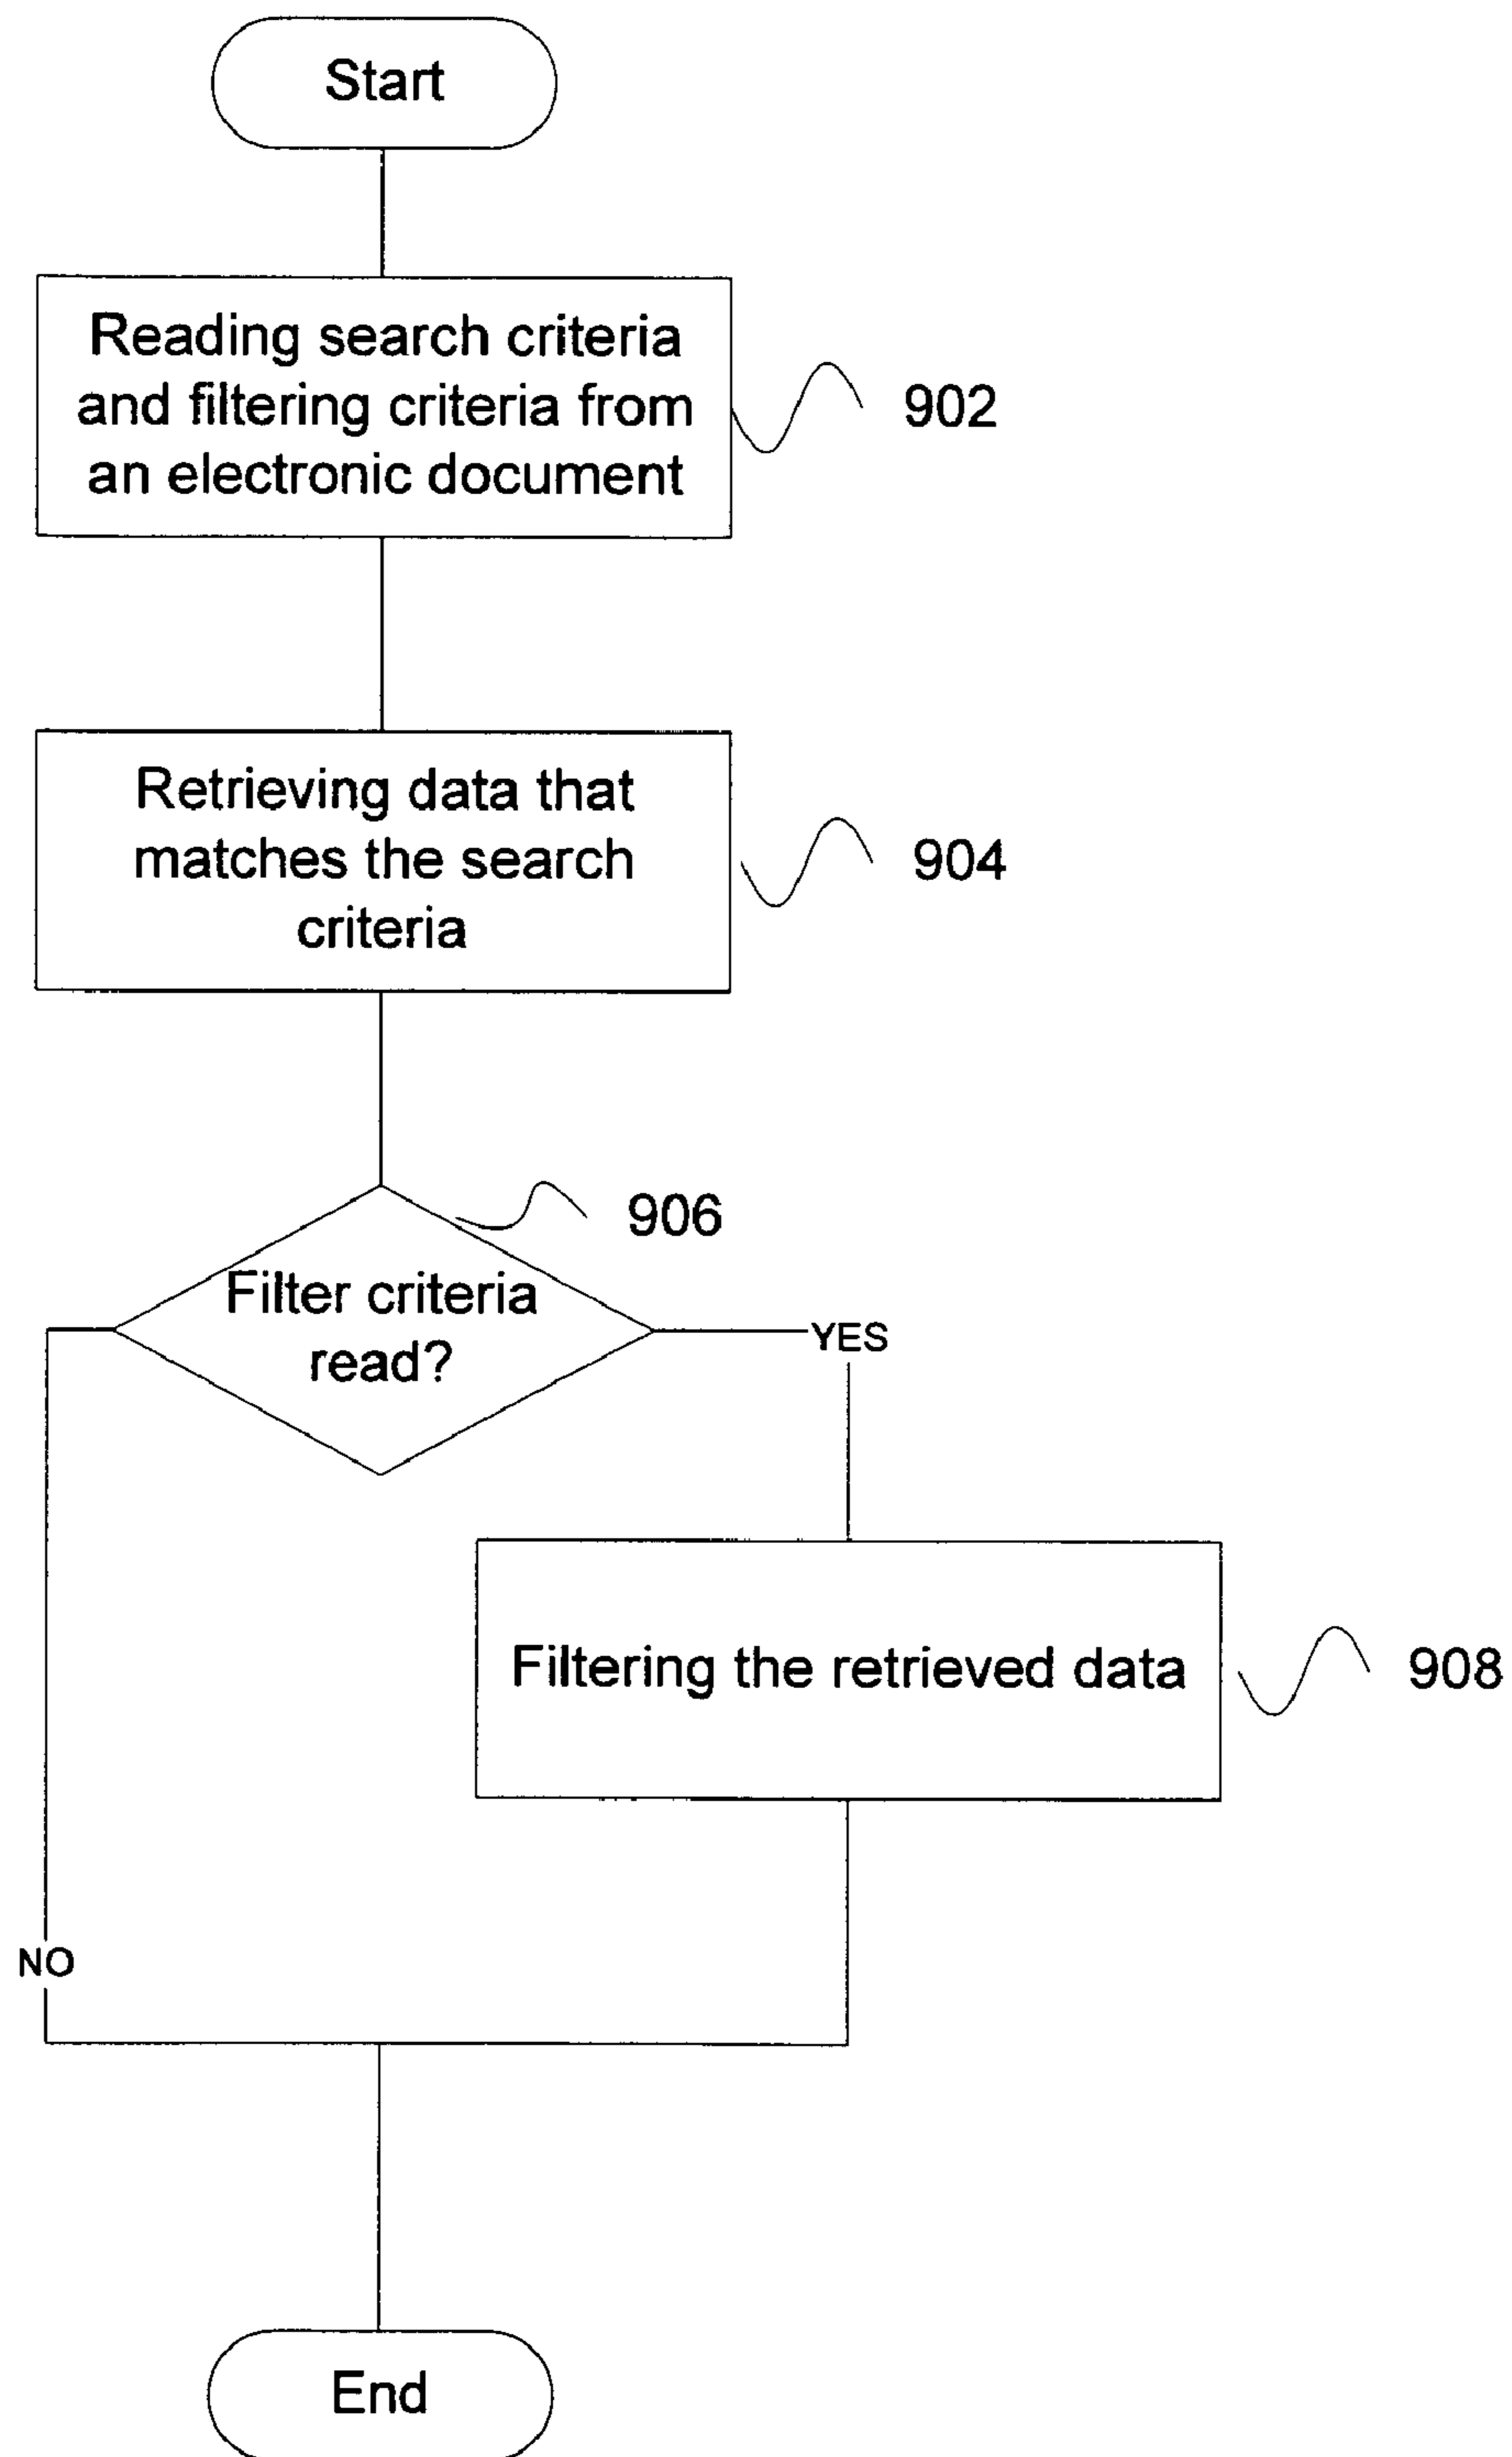 Start
Reading search criteria
and filtering criteria from
an electronic document
902
Retrieving data that
matches the search
criteria
904
906
Filter criteria
read?
YES
Filtering the retrieved data
908
NO
End